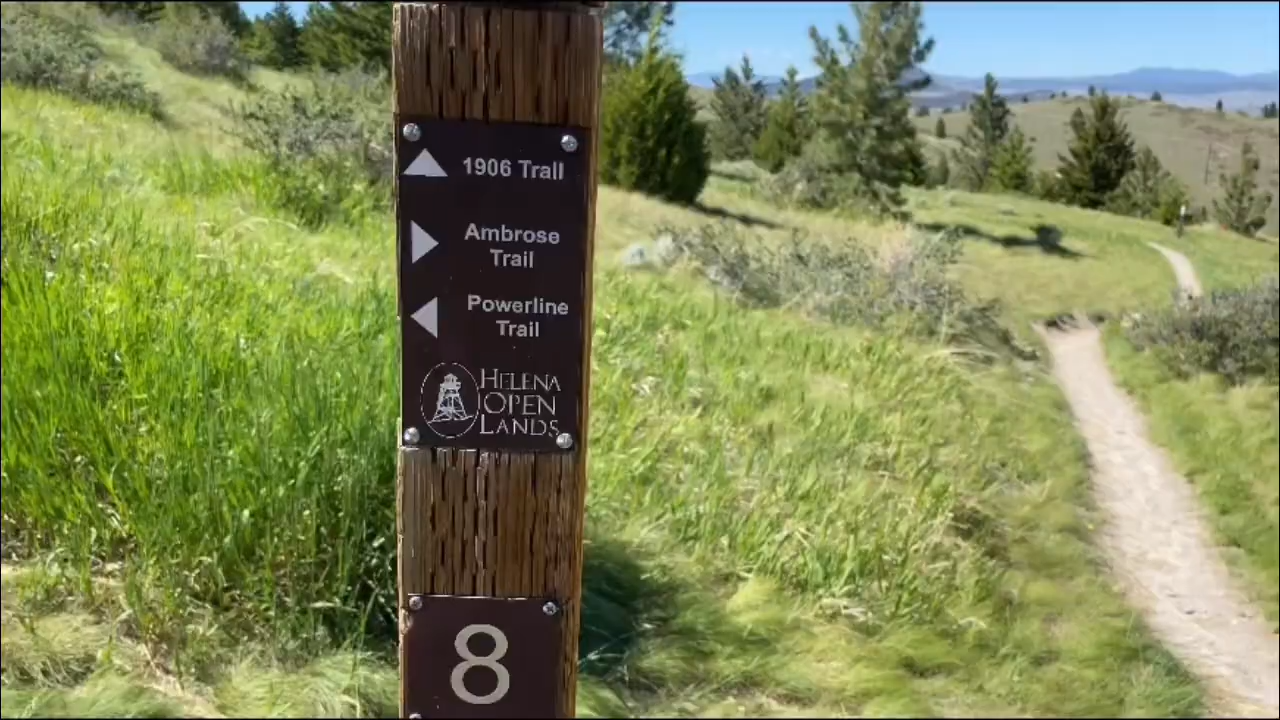 1906 Trail
Ambrose
Trail
Powerline
Trail
HELENA
OPEN
LANDS
8